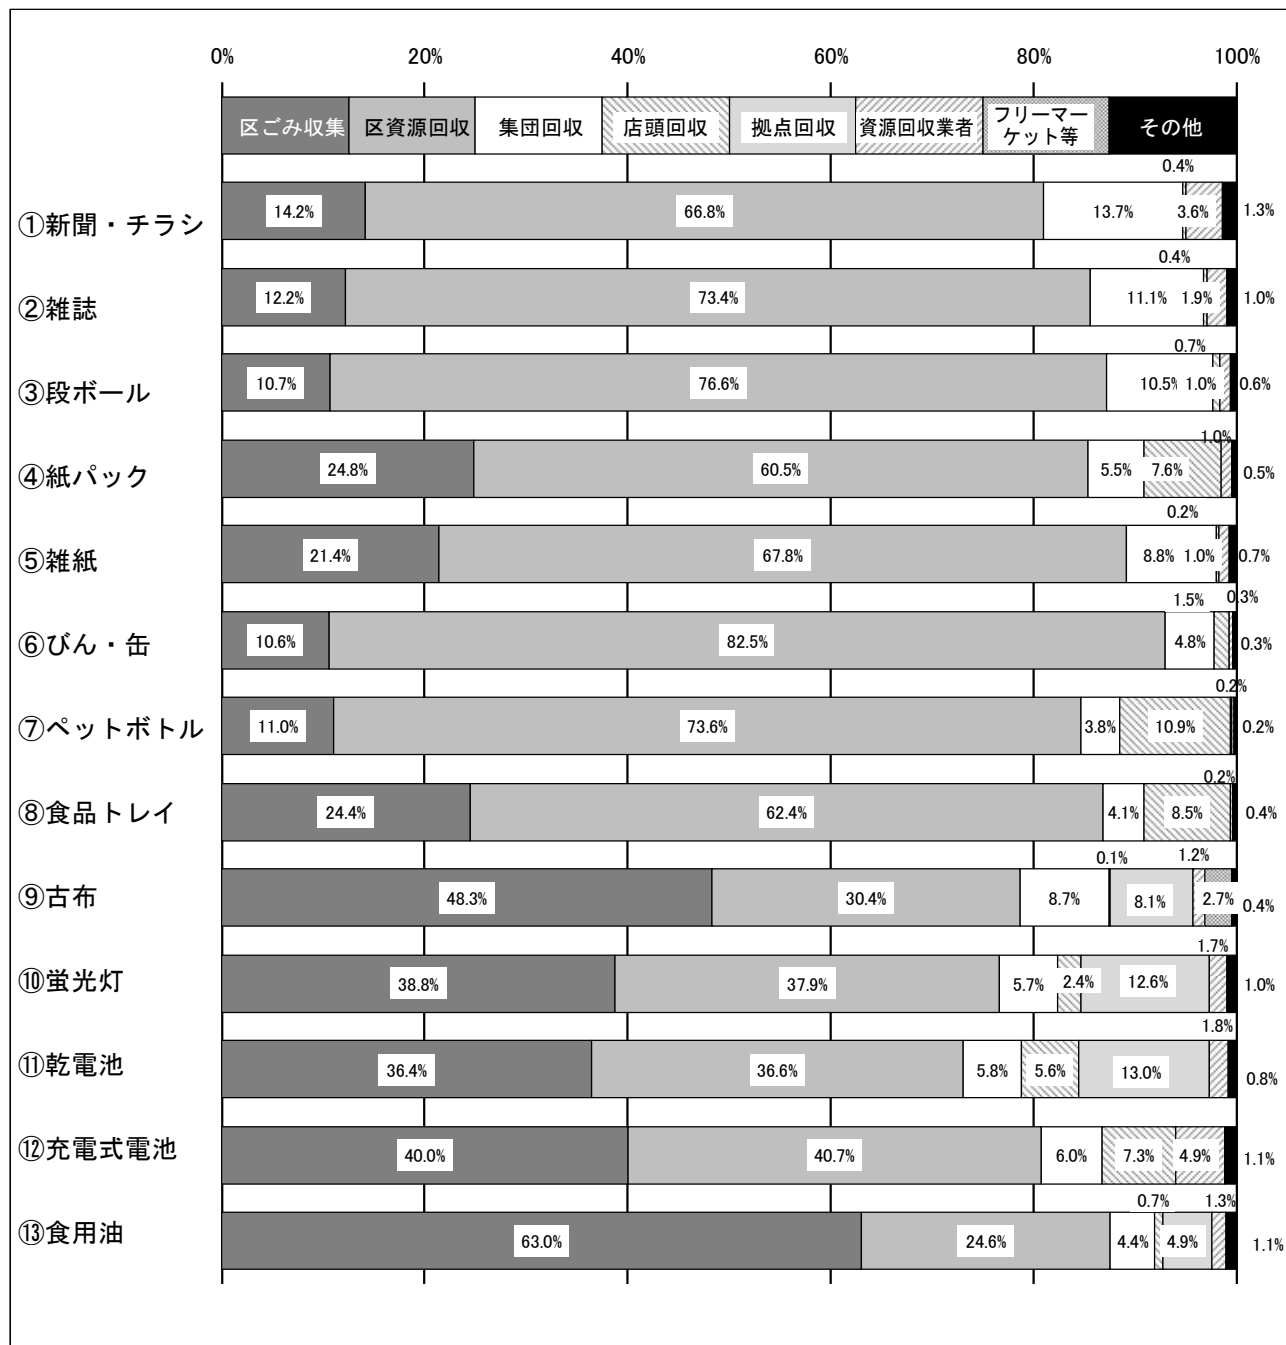 0% 20% 40% 60% 80% 100%
区ごみ収集 区資源回収 集団回収 店頭回収 拠点回収 資源回収業者 フリーマー
ケット等 その他
0.4%
①新聞・チラシ 14.2% 66.8% 13.7% 3.6% 1.3%
0.4%
②雑誌 12.2% 73.4% 11.1% 1.9% 1.0%
0.7%
③段ボール 10.7% 76.6% 10.5% 1.0% 0.6%
1.0%
④紙パック 24.8% 60.5% 5.5% 7.6% 0.5%
0.2%
⑤雑紙 21.4% 67.8% 8.8% 1.0% 0.7%
1.5% 0.3%
⑥びん・缶 10.6% 82.5% 4.8% 0.3%
0.2%
⑦ペットボトル 11.0% 73.6% 3.8% 10.9% 0.2%
0.2%
⑧食品トレイ 24.4% 62.4% 4.1% 8.5% 0.4%
0.1% 1.2%
⑨古布 48.3% 30.4% 8.7% 8.1% 2.7% 0.4%
1.7%
⑩蛍光灯 38.8% 37.9% 5.7% 2.4% 12.6% 1.0%
1.8%
⑪乾電池 36.4% 36.6% 5.8% 5.6% 13.0% 0.8%
⑫充電式電池 40.0% 40.7% 6.0% 7.3% 4.9% 1.1%
0.7% 1.3%
⑬食用油 63.0% 24.6% 4.4% 4.9% 1.1%